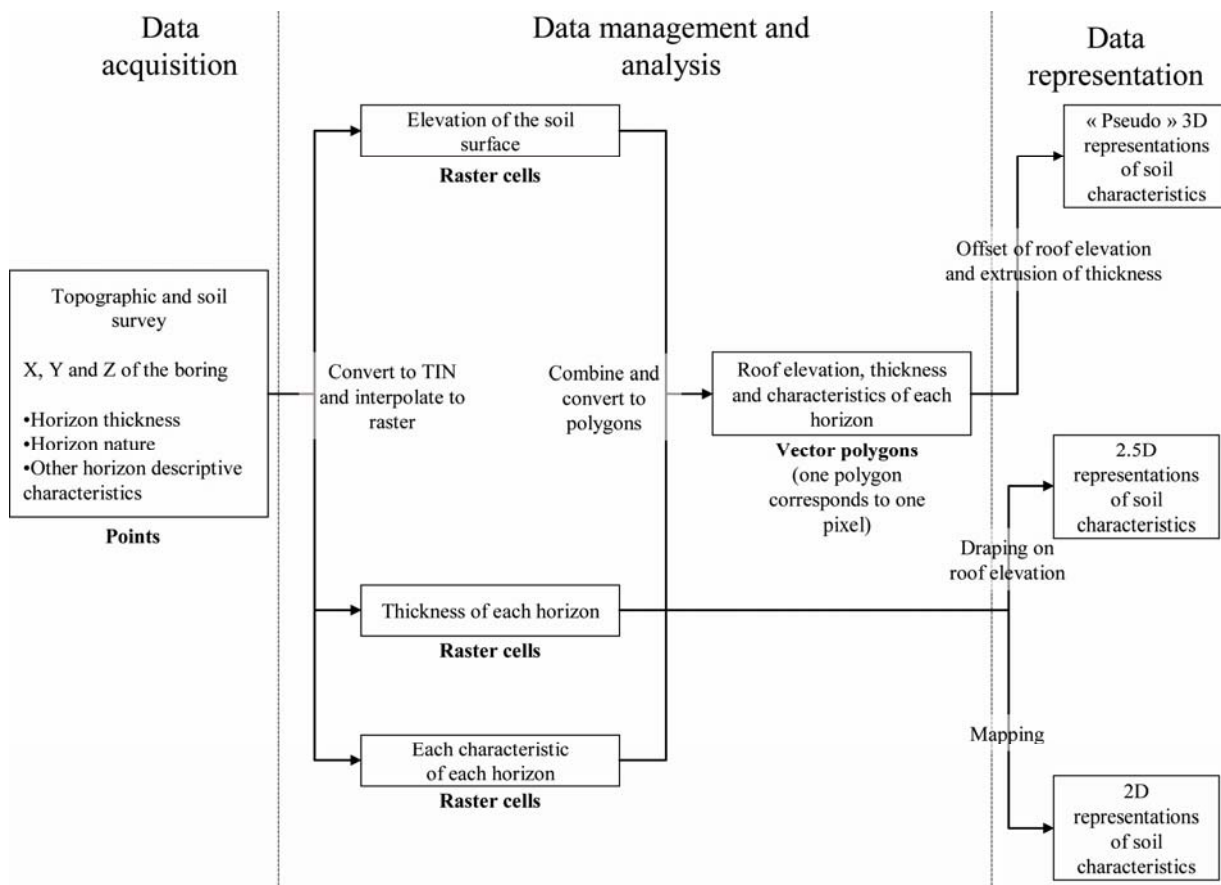 Data
acquisition
Data management and
analysis
Data
representation
Topographic and soil
survey
X, Y and Z of the boring
•Horizon thickness
•Horizon nature
•Other horizon descriptive
characteristics
Points
Convert to TIN
and interpolate to
raster
Elevation of the soil
surface
Raster cells
Thickness of each horizon
Raster cells
Each characteristic
of each horizon
Raster cells
Combine and
convert to
polygons
Roof elevation, thickness
and characteristics of each
horizon
Vector polygons
(one polygon
corresponds to one
pixel)
Offset of roof elevation
and extrusion of thickness
« Pseudo » 3D
representations
of soil
characteristics
Draping on
roof elevation
2.5D
representations
of soil
characteristics
Mapping
2D
representations
of soil
characteristics